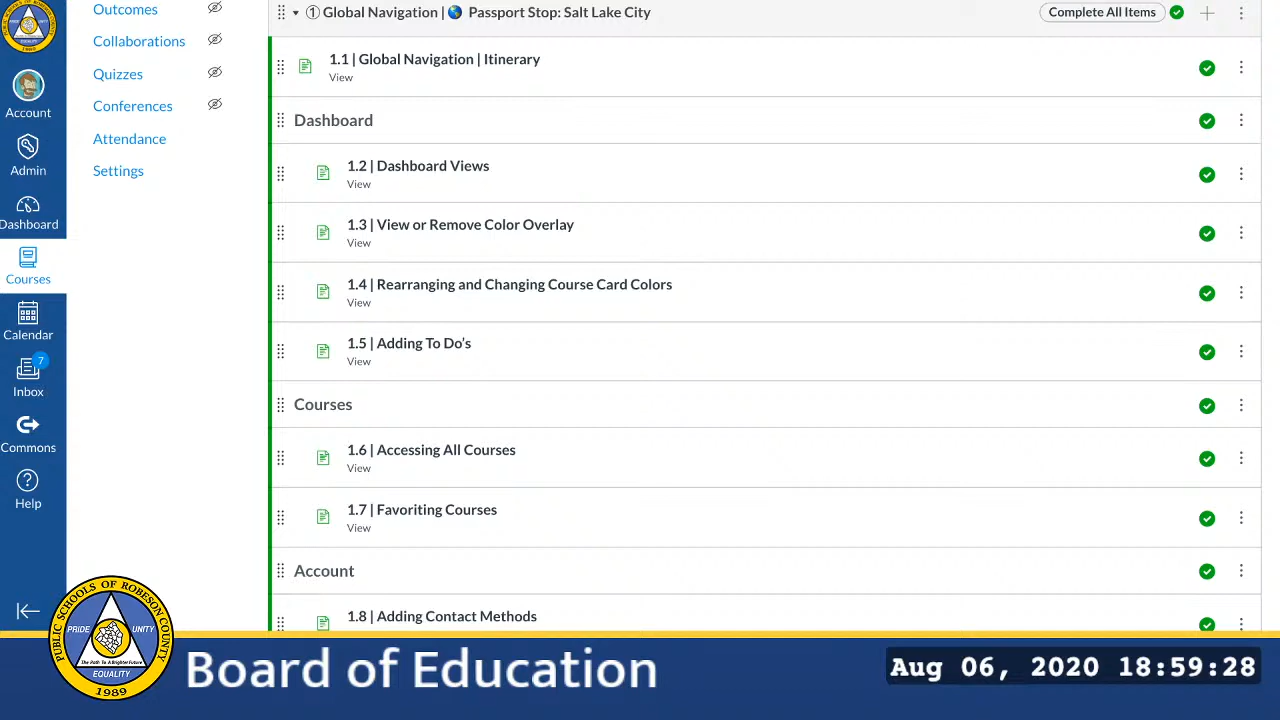 Outcomes
Collaborations
Quizzes
Conferences
Attendance
Settings
Account
Admin
Dashboard
Courses
Calendar
7
Inbox
Commons
Help
① Global Navigation | 🌎 Passport Stop: Salt Lake City
Complete All Items
1.1 | Global Navigation | Itinerary
View
Dashboard
1.2 | Dashboard Views
View
1.3 | View or Remove Color Overlay
View
1.4 | Rearranging and Changing Course Card Colors
View
1.5 | Adding To Do's
View
Courses
1.6 | Accessing All Courses
View
1.7 | Favoriting Courses
View
Account
1.8 | Adding Contact Methods
PUBLIC SCHOOLS OF ROBESON COUNTY
PRIDE
UNITY
The Path To A Brighter Future
EQUALITY
1989
Board of Education
Aug 06, 2020 18:59:28